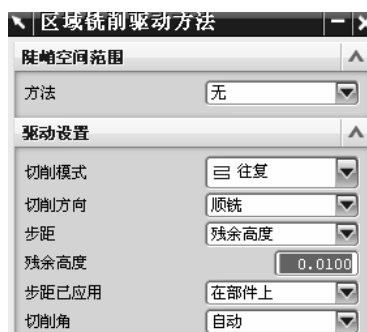 区域铣削驱动方法
陡峭空间范围
方法 无
驱动设置
切削模式 往复
切削方向 顺铣
步距 残余高度
残余高度 0.0100
步距已应用 在部件上
切削角 自动